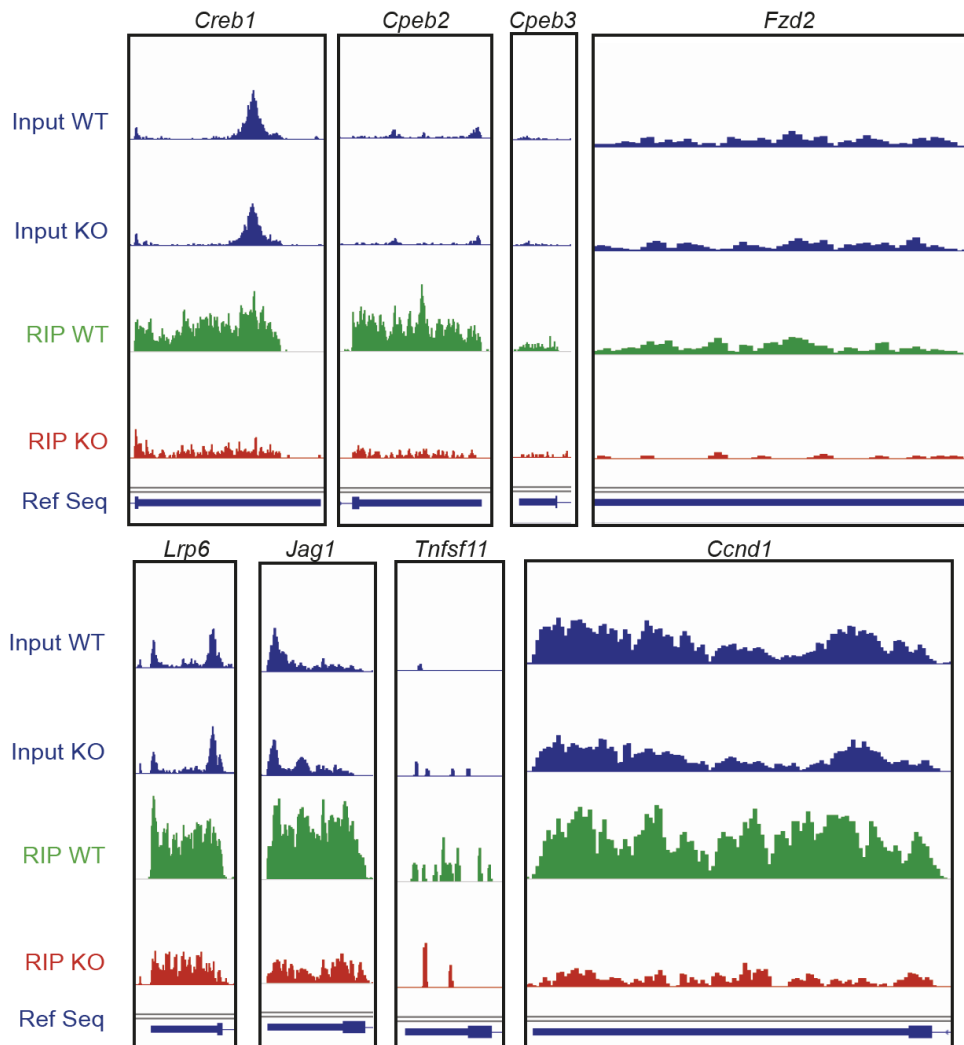 Creb1 Cpeb2 Cpeb3 Fzd2
Input WT
Input KO
RIP WT
RIP KO
Ref Seq
Lrp6 Jag1 Tnfsf11 Ccnd1
Input WT
Input KO
RIP WT
RIP KO
Ref Seq